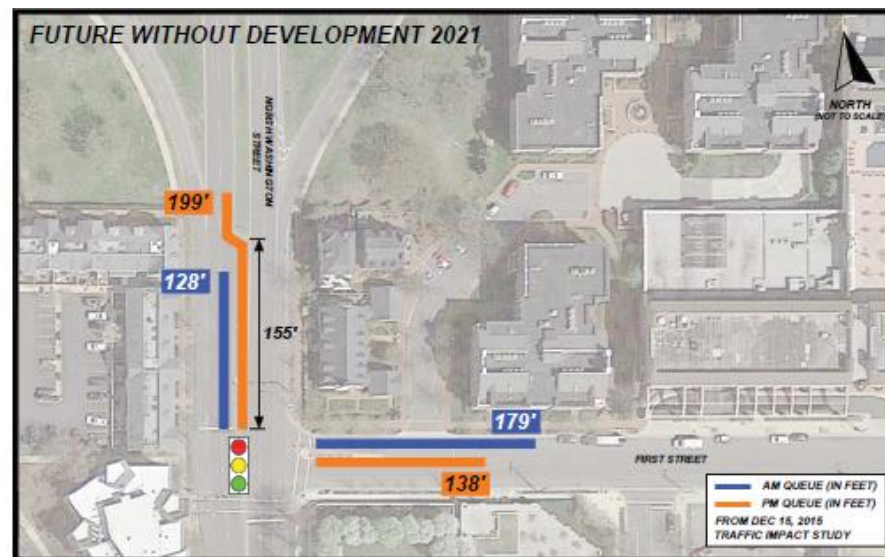 FUTURE WITHOUT DEVELOPMENT 2021
NORTH
(NOT TO SCALE)
NORTH WASHINGTON
STREET
199'
128'
155'
179'
FIRST STREET
138'
AM QUEUE (IN FEET)
PM QUEUE (IN FEET)
FROM DEC 15, 2015
TRAFFIC IMPACT STUDY